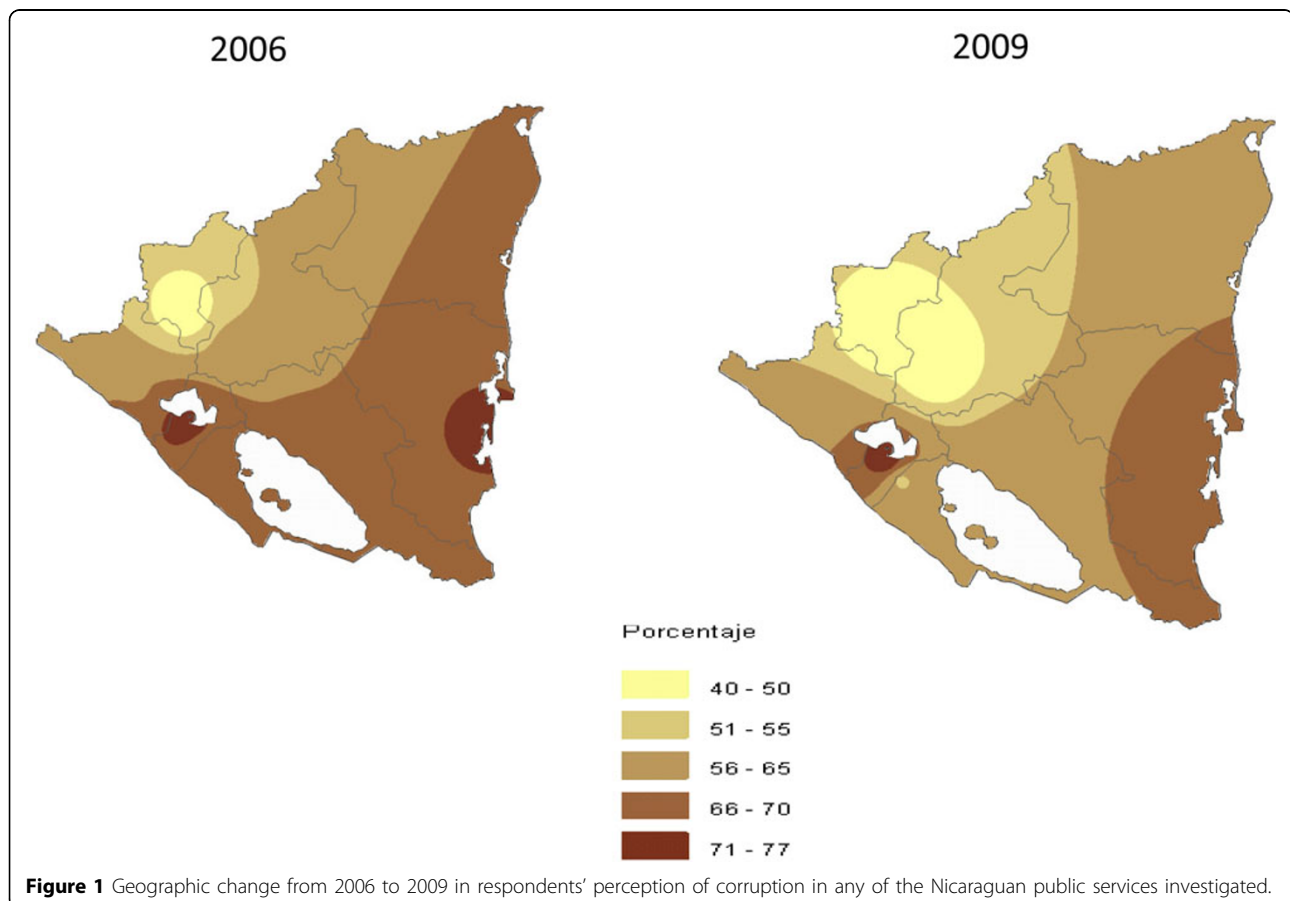 2006
2009
Porcentaje
40 - 50
51 - 55
56 - 65
66 - 70
71 - 77
Figure 1 Geographic change from 2006 to 2009 in respondents’ perception of corruption in any of the Nicaraguan public services investigated.